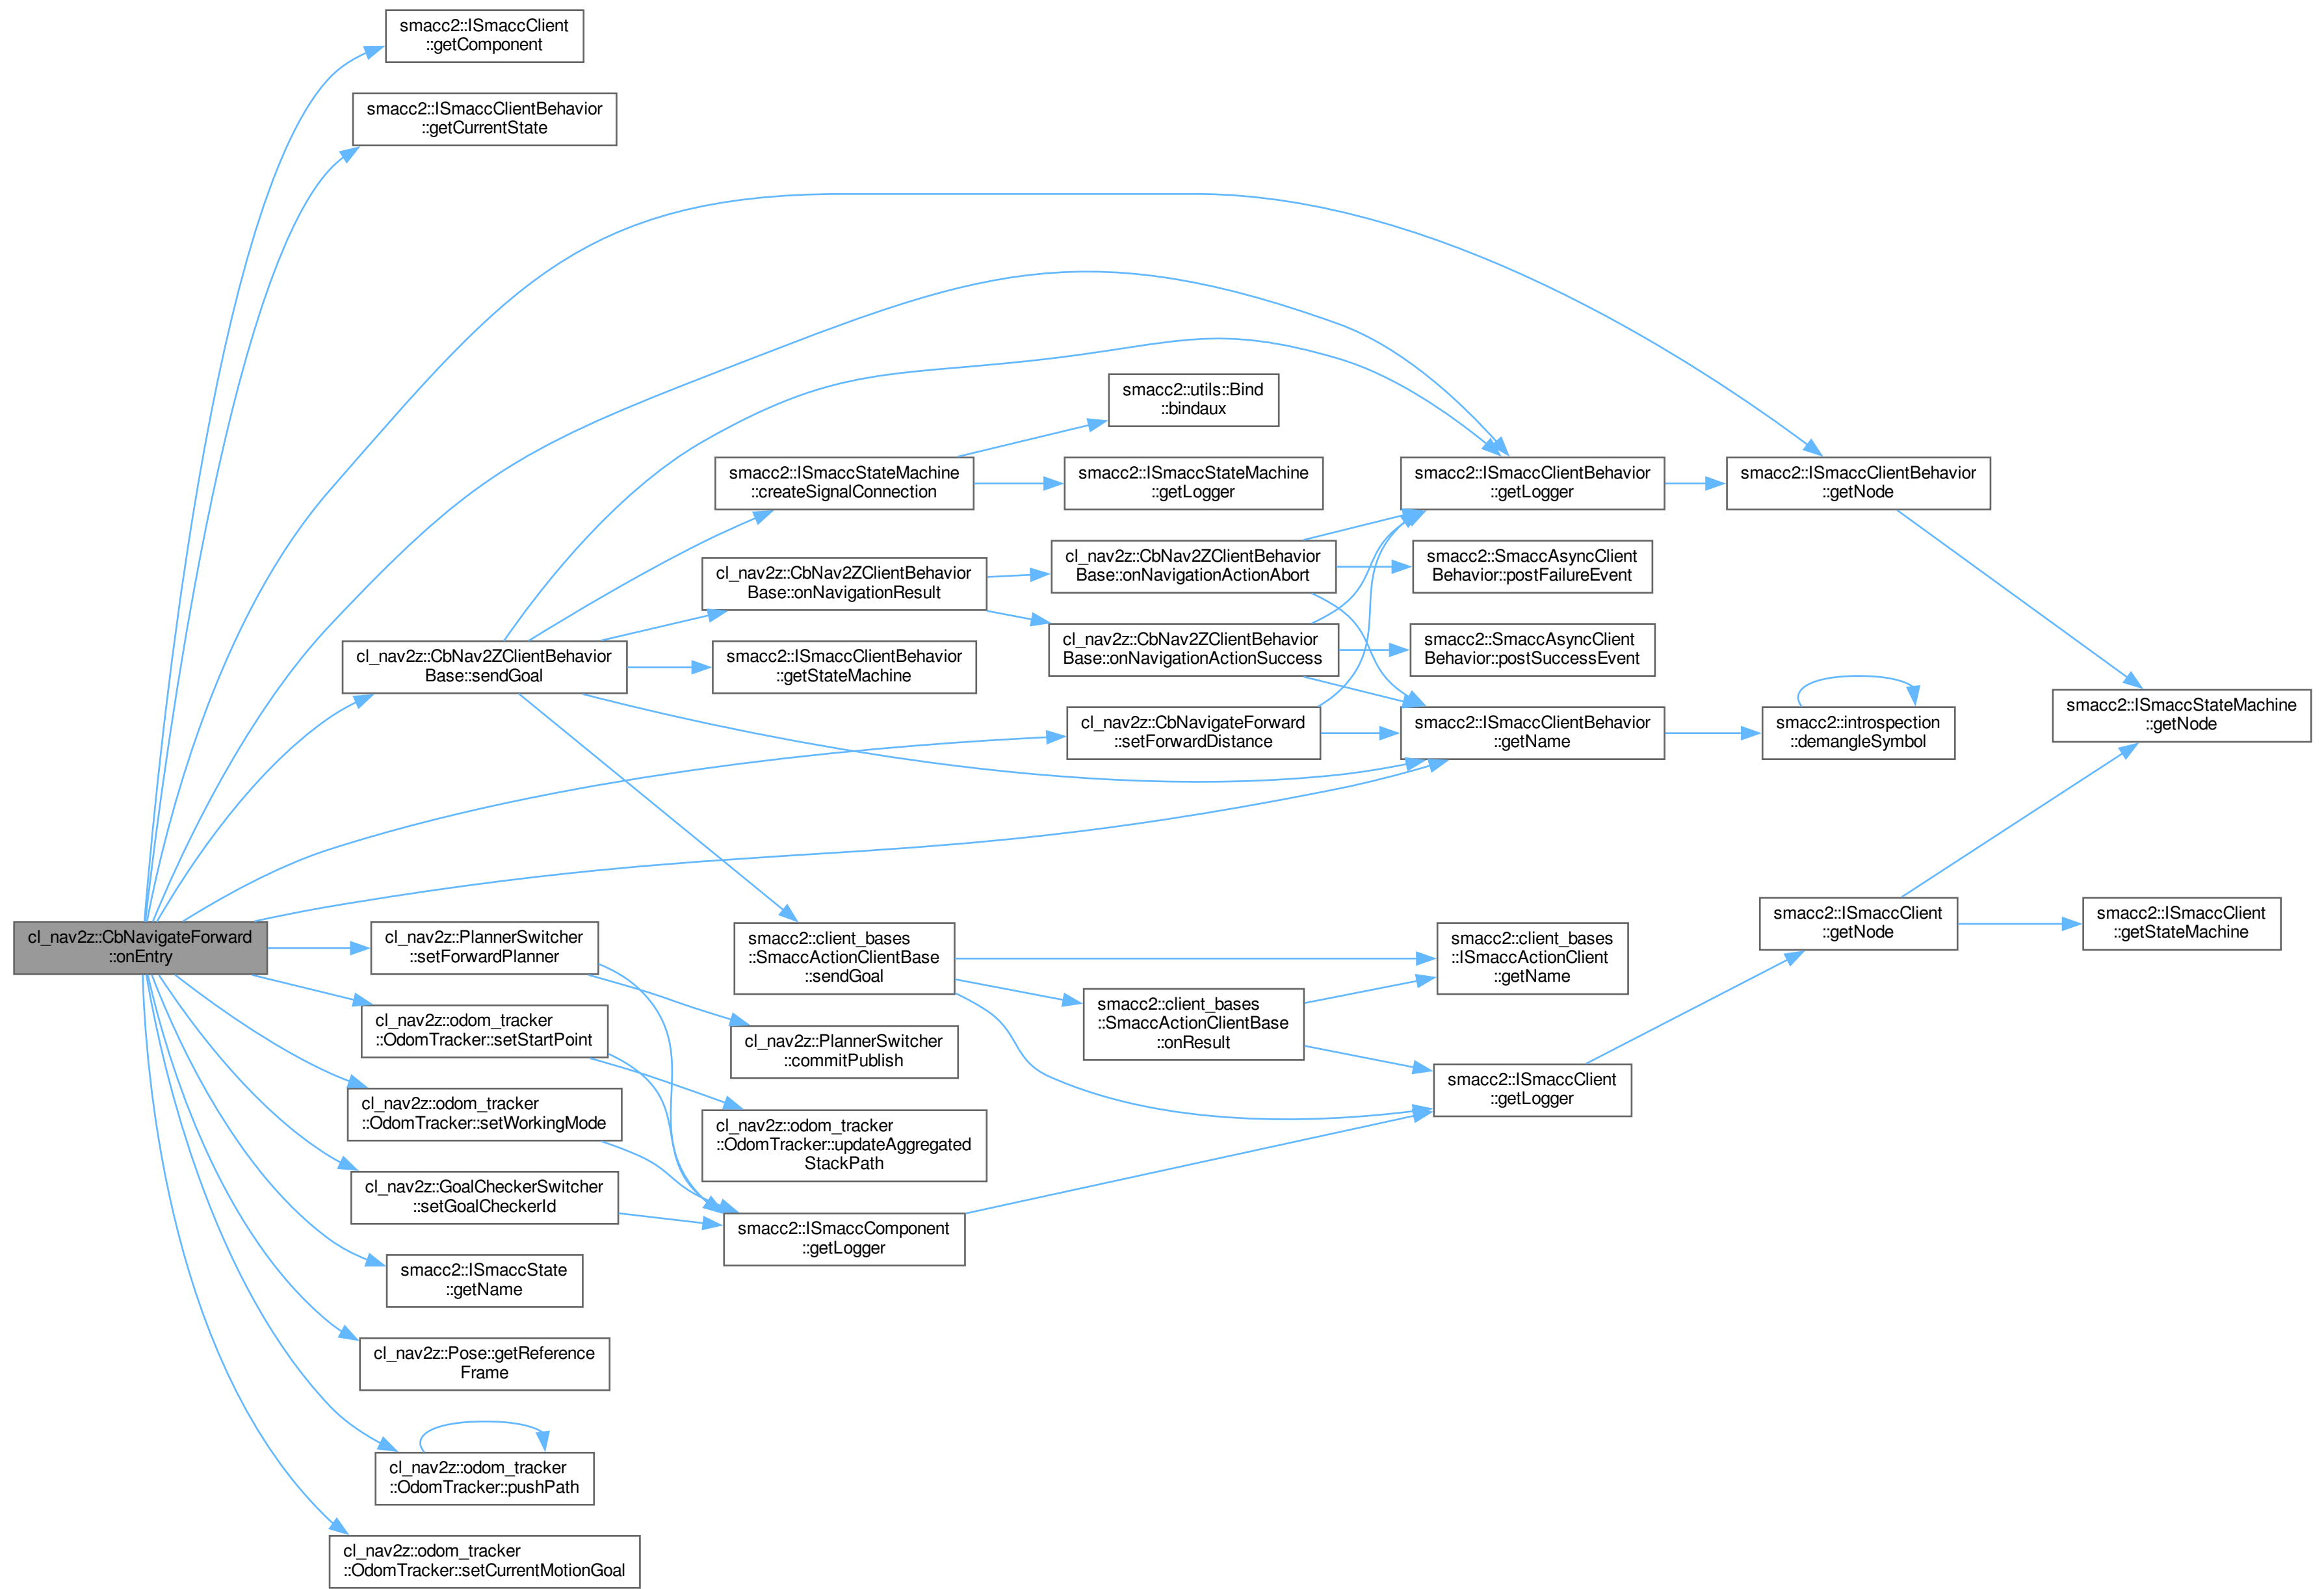 smacc2::ISmaccClient
::getComponent
smacc2::ISmaccClientBehavior
::getCurrentState
smacc2::utils::Bind
::bindaux
smacc2::ISmaccStateMachine
::createSignalConnection
smacc2::ISmaccStateMachine
::getLogger
smacc2::ISmaccClientBehavior
::getLogger
smacc2::ISmaccClientBehavior
::getNode
cl_nav2z::CbNav2ZClientBehavior
Base::onNavigationResult
cl_nav2z::CbNav2ZClientBehavior
Base::onNavigationActionAbort
smacc2::SmaccAsyncClient
Behavior::postFailureEvent
cl_nav2z::CbNav2ZClientBehavior
Base::sendGoal
smacc2::ISmaccClientBehavior
::getStateMachine
cl_nav2z::CbNav2ZClientBehavior
Base::onNavigationActionSuccess
smacc2::SmaccAsyncClient
Behavior::postSuccessEvent
cl_nav2z::CbNavigateForward
::setForwardDistance
smacc2::ISmaccClientBehavior
::getName
smacc2::introspection
::demangleSymbol
smacc2::ISmaccStateMachine
::getNode
cl_nav2z::CbNavigateForward
::onEntry
cl_nav2z::PlannerSwitcher
::setForwardPlanner
smacc2::client_bases
::SmaccActionClientBase
::sendGoal
smacc2::client_bases
::ISmaccActionClient
::getName
smacc2::ISmaccClient
::getNode
smacc2::ISmaccClient
::getStateMachine
cl_nav2z::odom_tracker
::OdomTracker::setStartPoint
cl_nav2z::PlannerSwitcher
::commitPublish
smacc2::client_bases
::SmaccActionClientBase
::onResult
smacc2::ISmaccClient
::getLogger
cl_nav2z::odom_tracker
::OdomTracker::setWorkingMode
cl_nav2z::odom_tracker
::OdomTracker::updateAggregated
StackPath
cl_nav2z::GoalCheckerSwitcher
::setGoalCheckerId
smacc2::ISmaccComponent
::getLogger
smacc2::ISmaccState
::getName
cl_nav2z::Pose::getReference
Frame
cl_nav2z::odom_tracker
::OdomTracker::pushPath
cl_nav2z::odom_tracker
::OdomTracker::setCurrentMotionGoal